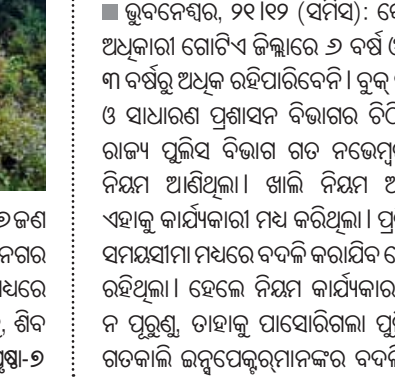 ୭ଜଣ
ନଗର
ଧ୍ୟରେ
ଶିବ
ପୃଷ୍ଠା-୭
■ ଭୁବନେଶ୍ୱର, ୨୧।୧୨ (ସମିସ):
ଅଧିକାରୀ ଗୋଟିଏ ଜିଲ୍ଲାରେ ୬ ବର୍ଷ ଓ
୩ ବର୍ଷରୁ ଅଧିକ ରହିପାରିବେନି। ବୁକ୍
ଓ ସାଧାରଣ ପ୍ରଶାସନ ବିଭାଗର ଚିଠି
ରାଜ୍ୟ ପୁଲିସ ବିଭାଗ ଗତ ନଭେମ୍ବ
ନିୟମ ଆଣିଥିଲା। ଖାଲି ନିୟମ ଅ
ଏହାକୁ କାର୍ଯ୍ୟକାରୀ ମଧ୍ୟ କରିଥିଲା। ପ୍ର
ସମୟସୀମା ମଧ୍ୟରେ ବଦଳି କରାଯିବ
ରହିଥିଲା। ହେଲେ ନିୟମ କାର୍ଯ୍ୟକାର
ନ ପୂରୁଣୁ, ତାହାକୁ ପାସୋରିଗଲା ପୁ
ଗତକାଲି ଇନ୍ସପେକ୍ଟର୍‌ମାନଙ୍କର ବଦଳି